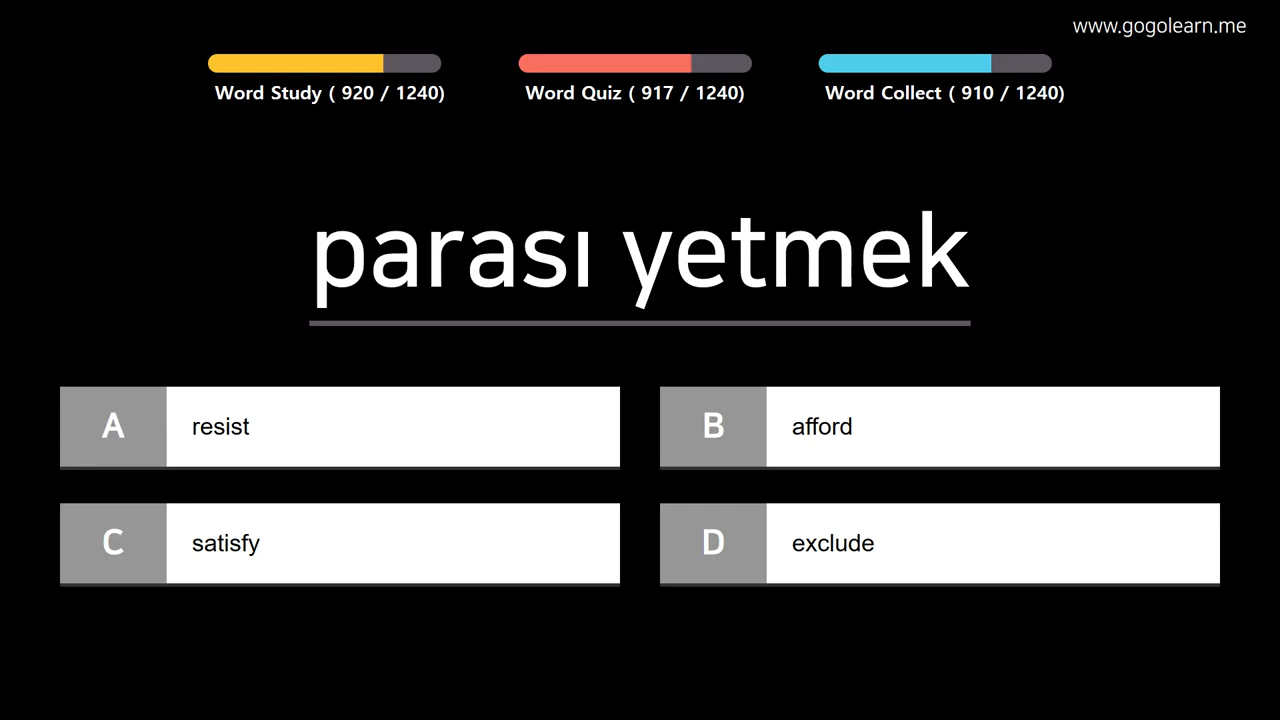 www.gogolearn.me
Word Study ( 920 / 1240)
Word Quiz ( 917 / 1240)
Word Collect ( 910 / 1240)
parası yetmek
A resist
B afford
C satisfy
D exclude